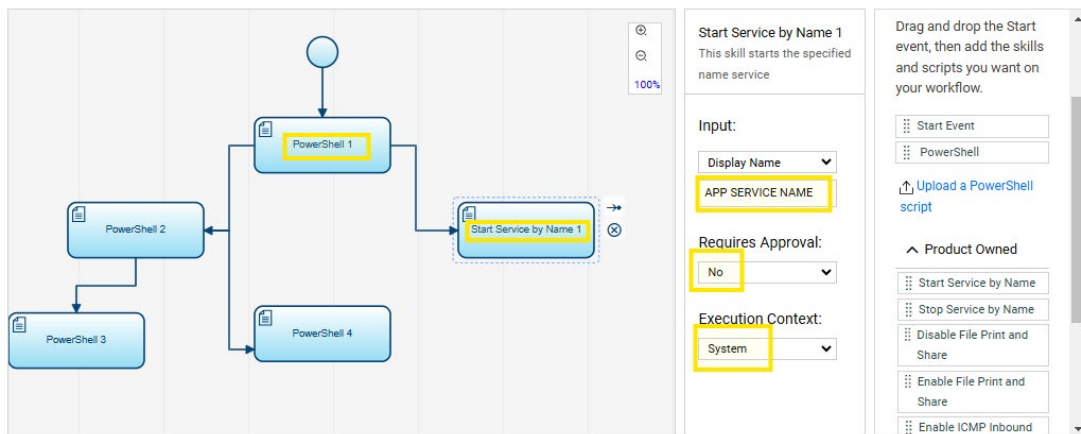 100%
PowerShell 1
PowerShell 2
Start Service by Name 1
PowerShell 3
PowerShell 4
Start Service by Name 1
This skill starts the specified
name service
Input:
Display Name
APP SERVICE NAME
Requires Approval:
No
Execution Context:
System
Drag and drop the Start
event, then add the skills
and scripts you want on
your workflow.
Start Event
PowerShell
Upload a PowerShell
script
Product Owned
Start Service by Name
Stop Service by Name
Disable File Print and
Share
Enable File Print and
Share
Enable ICMP Inbound